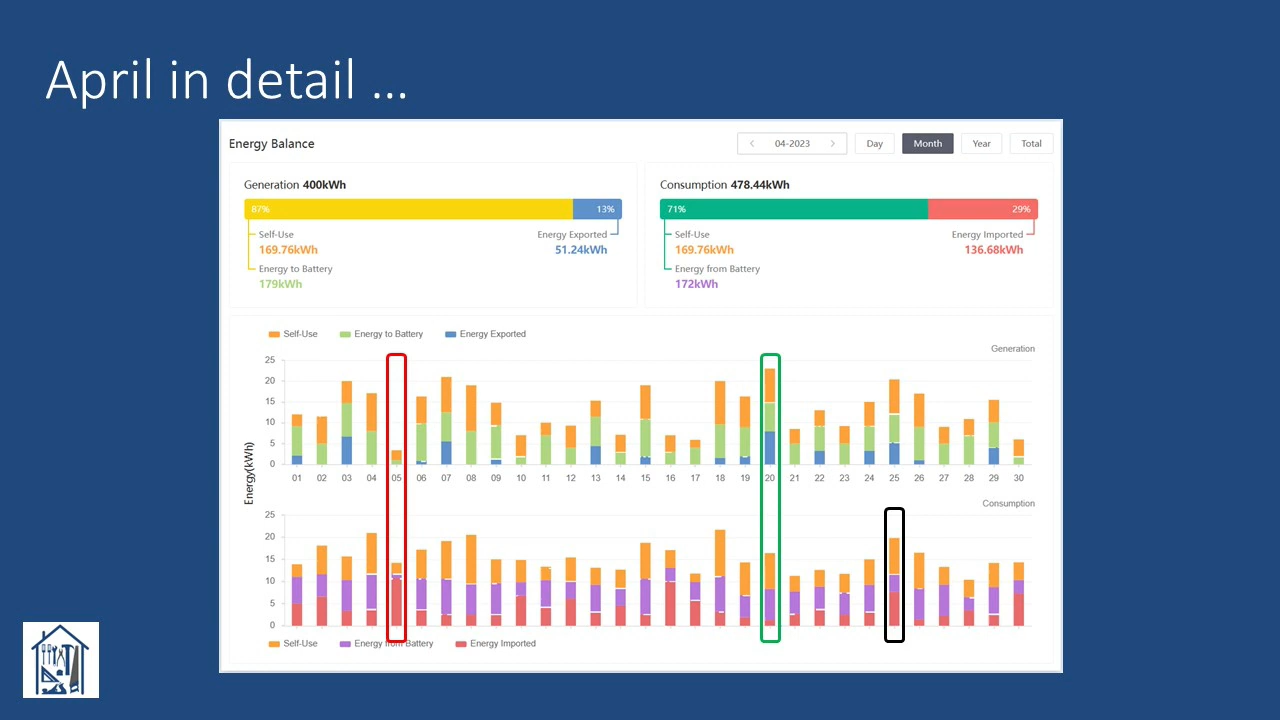 April in detail ...
Energy Balance
04-2023 Day Month Year Total
Generation 400kWh
87% 13%
Self-Use Energy Exported
169.76kWh 51.24kWh
Energy to Battery
179kWh
Consumption 478.44kWh
71% 29%
Self-Use Energy Imported
169.76kWh 136.68kWh
Energy from Battery
172kWh
Self-Use Energy to Battery Energy Exported
Generation
25
20
15
10
5
0
01 02 03 04 05 06 07 08 09 10 11 12 13 14 15 16 17 18 19 20 21 22 23 24 25 26 27 28 29 30
Energy(kWh)
Consumption
25
20
15
10
5
0
Self-Use Energy from Battery Energy Imported